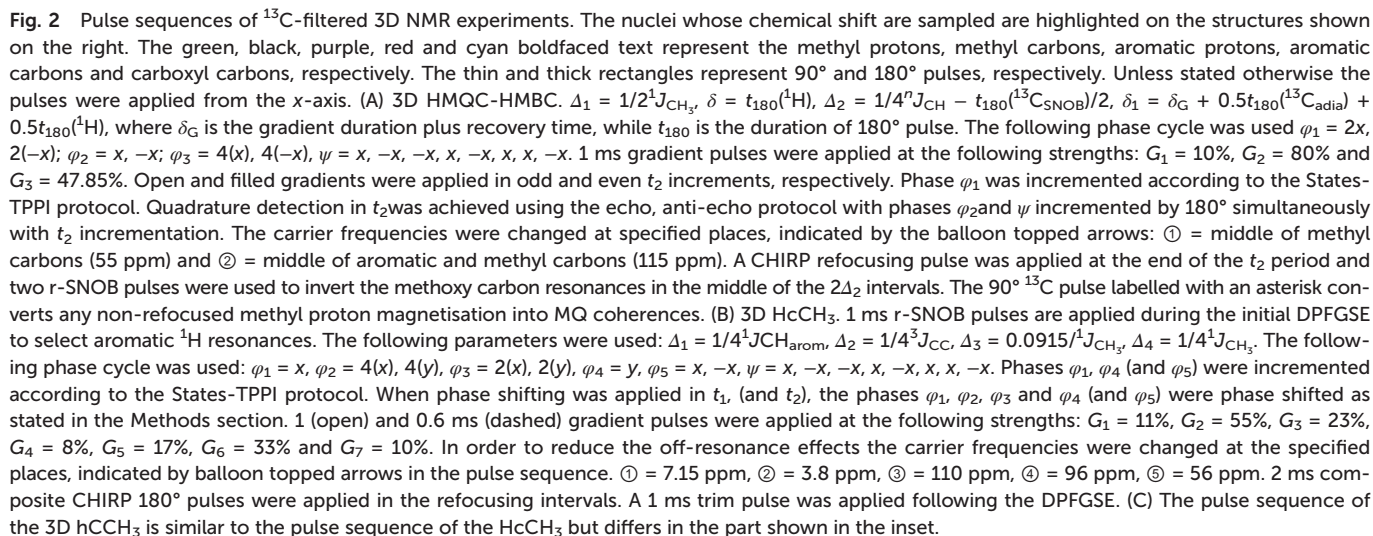 Fig. 2 Pulse sequences of ¹³C-filtered 3D NMR experiments. The nuclei whose chemical shift are sampled are highlighted on the structures shown
on the right. The green, black, purple, red and cyan boldfaced text represent the methyl protons, methyl carbons, aromatic protons, aromatic
carbons and carboxyl carbons, respectively. The thin and thick rectangles represent 90° and 180° pulses, respectively. Unless stated otherwise the
pulses were applied from the x-axis. (A) 3D HMQC-HMBC. Δ₁ = 1/2¹J_CH₃, δ = t₁₈₀(¹H), Δ₂ = 1/4ⁿJ_CH − t₁₈₀(¹³C_SNOB)/2, δ₁ = δ_G + 0.5t₁₈₀(¹³C_adia) +
0.5t₁₈₀(¹H), where δ_G is the gradient duration plus recovery time, while t₁₈₀ is the duration of 180° pulse. The following phase cycle was used φ₁ = 2x,
2(−x); φ₂ = x, −x; φ₃ = 4(x), 4(−x), ψ = x, −x, −x, x, −x, x, x, −x. 1 ms gradient pulses were applied at the following strengths: G₁ = 10%, G₂ = 80% and
G₃ = 47.85%. Open and filled gradients were applied in odd and even t₂ increments, respectively. Phase φ₁ was incremented according to the States-
TPPI protocol. Quadrature detection in t₂was achieved using the echo, anti-echo protocol with phases φ₂and ψ incremented by 180° simultaneously
with t₂ incrementation. The carrier frequencies were changed at specified places, indicated by the balloon topped arrows: ① = middle of methyl
carbons (55 ppm) and ② = middle of aromatic and methyl carbons (115 ppm). A CHIRP refocusing pulse was applied at the end of the t₂ period and
two r-SNOB pulses were used to invert the methoxy carbon resonances in the middle of the 2Δ₂ intervals. The 90° ¹³C pulse labelled with an asterisk con-
verts any non-refocused methyl proton magnetisation into MQ coherences. (B) 3D HcCH₃. 1 ms r-SNOB pulses are applied during the initial DPFGSE
to select aromatic ¹H resonances. The following parameters were used: Δ₁ = 1/4¹JCH_arom, Δ₂ = 1/4³J_CC, Δ₃ = 0.0915/¹J_CH₃, Δ₄ = 1/4¹J_CH₃. The follow-
ing phase cycle was used: φ₁ = x, φ₂ = 4(x), 4(y), φ₃ = 2(x), 2(y), φ₄ = y, φ₅ = x, −x, ψ = x, −x, −x, x, −x, x, x, −x. Phases φ₁, φ₄ (and φ₅) were incremented
according to the States-TPPI protocol. When phase shifting was applied in t₁, (and t₂), the phases φ₁, φ₂, φ₃ and φ₄ (and φ₅) were phase shifted as
stated in the Methods section. 1 (open) and 0.6 ms (dashed) gradient pulses were applied at the following strengths: G₁ = 11%, G₂ = 55%, G₃ = 23%,
G₄ = 8%, G₅ = 17%, G₆ = 33% and G₇ = 10%. In order to reduce the off-resonance effects the carrier frequencies were changed at the specified
places, indicated by balloon topped arrows in the pulse sequence. ① = 7.15 ppm, ② = 3.8 ppm, ③ = 110 ppm, ④ = 96 ppm, ⑤ = 56 ppm. 2 ms com-
posite CHIRP 180° pulses were applied in the refocusing intervals. A 1 ms trim pulse was applied following the DPFGSE. (C) The pulse sequence of
the 3D hCCH₃ is similar to the pulse sequence of the HcCH₃ but differs in the part shown in the inset.